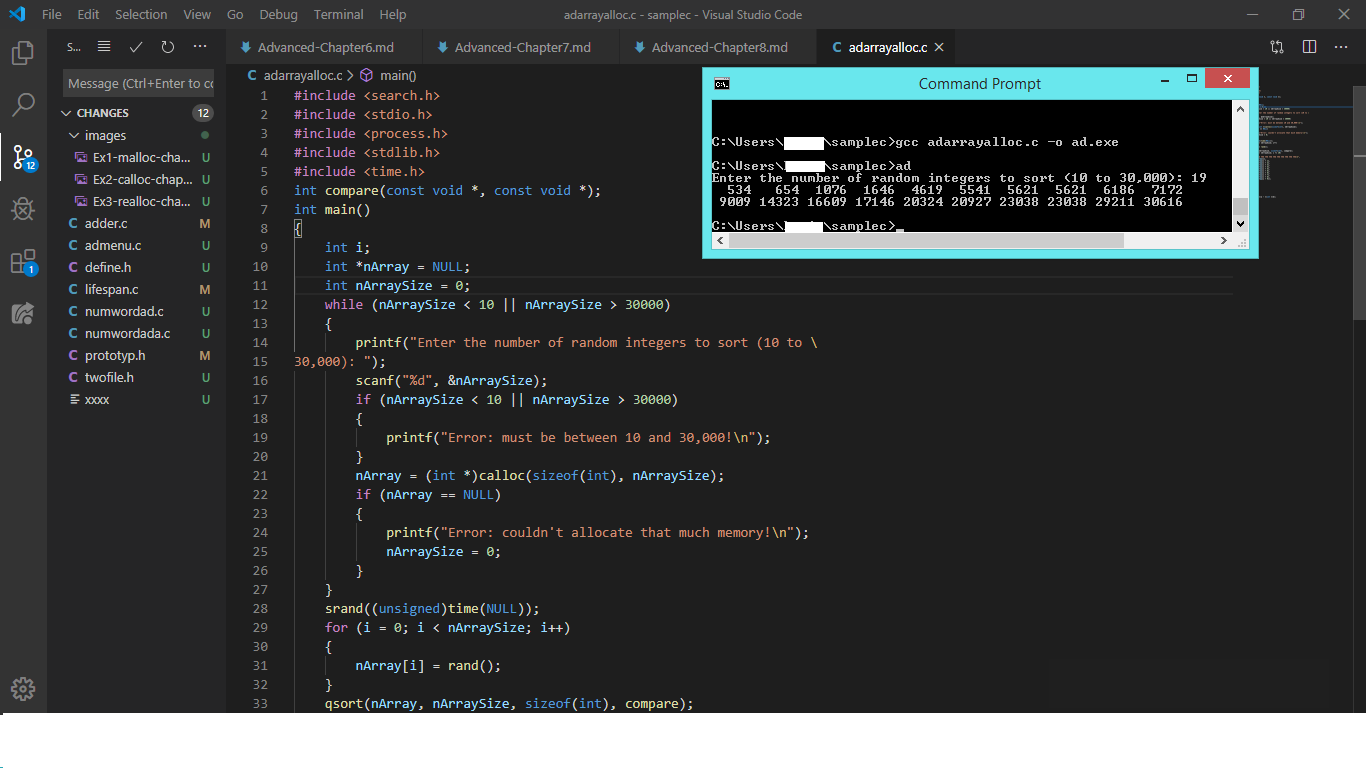 File Edit Selection View Go Debug Terminal Help adarrayalloc.c - samplec - Visual Studio Code
S... Advanced-Chapter6.md Advanced-Chapter7.md Advanced-Chapter8.md C adarrayalloc.c
Message (Ctrl+Enter to cc
CHANGES 12
images
Ex1-malloc-cha... U
Ex2-calloc-chap... U
Ex3-realloc-cha... U
C adder.c M
C admenu.c U
C define.h U
C lifespan.c M
C numwordad.c U
C numwordada.c U
C prototyp.h M
C twofile.h U
xxxx U
12
1
C adarrayalloc.c > main()
1 #include <search.h>
2 #include <stdio.h>
3 #include <process.h>
4 #include <stdlib.h>
5 #include <time.h>
6 int compare(const void *, const void *);
7 int main()
8 {
9 int i;
10 int *nArray = NULL;
11 int nArraySize = 0;
12 while (nArraySize < 10 || nArraySize > 30000)
13 {
14 printf("Enter the number of random integers to sort (10 to \
15 30,000): ");
16 scanf("%d", &nArraySize);
17 if (nArraySize < 10 || nArraySize > 30000)
18 {
19 printf("Error: must be between 10 and 30,000!\n");
20 }
21 nArray = (int *)calloc(sizeof(int), nArraySize);
22 if (nArray == NULL)
23 {
24 printf("Error: couldn't allocate that much memory!\n");
25 nArraySize = 0;
26 }
27 }
28 srand((unsigned)time(NULL));
29 for (i = 0; i < nArraySize; i++)
30 {
31 nArray[i] = rand();
32 }
33 qsort(nArray, nArraySize, sizeof(int), compare);
C:\. Command Prompt
C:\Users\ \samplec>gcc adarrayalloc.c -o ad.exe
C:\Users\ \samplec>ad
Enter the number of random integers to sort (10 to 30,000): 19
534 654 1076 1646 4619 5541 5621 5621 6186 7172
9009 14323 16609 17146 20324 20927 23038 23038 29211 30616
C:\Users\ \samplec>_